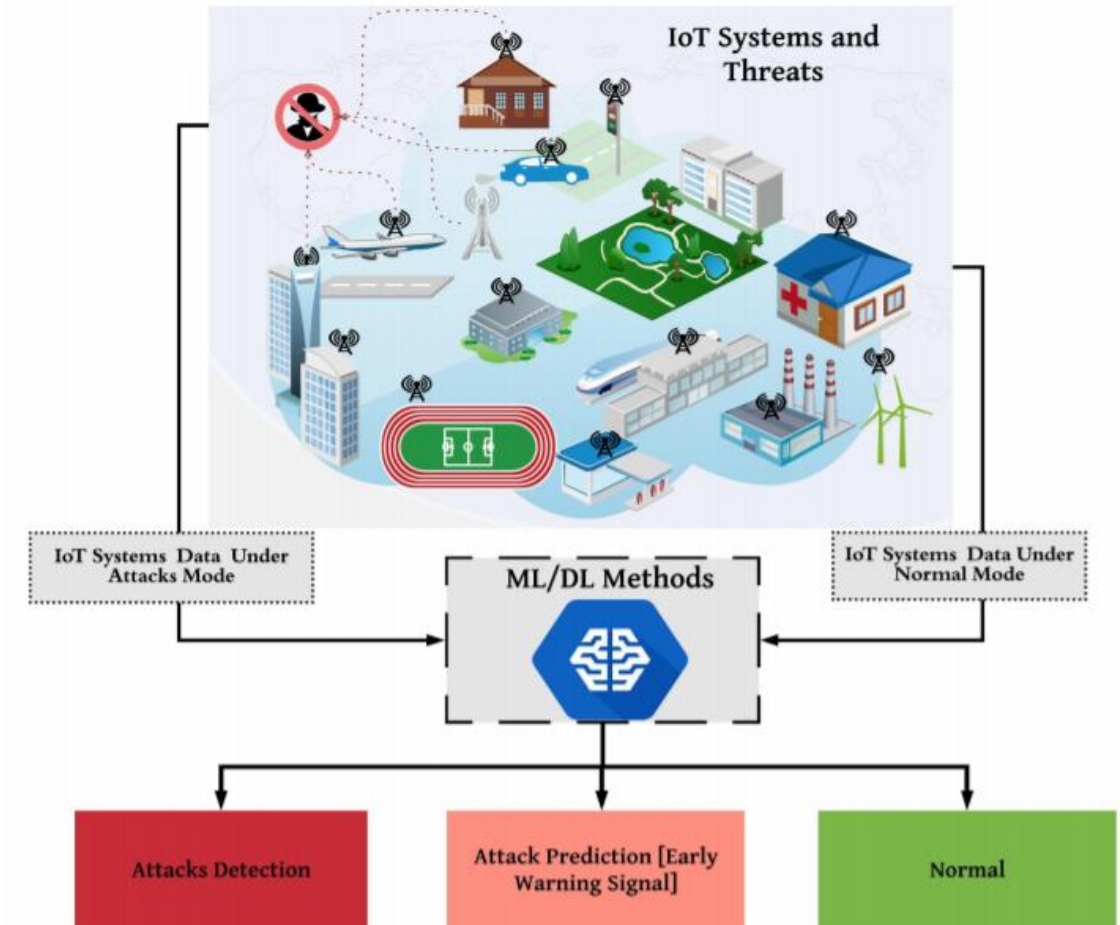 IoT Systems and
Threats
IoT Systems Data Under
Attacks Mode
IoT Systems Data Under
Normal Mode
ML/DL Methods
Attacks Detection
Attack Prediction [Early
Warning Signal]
Normal